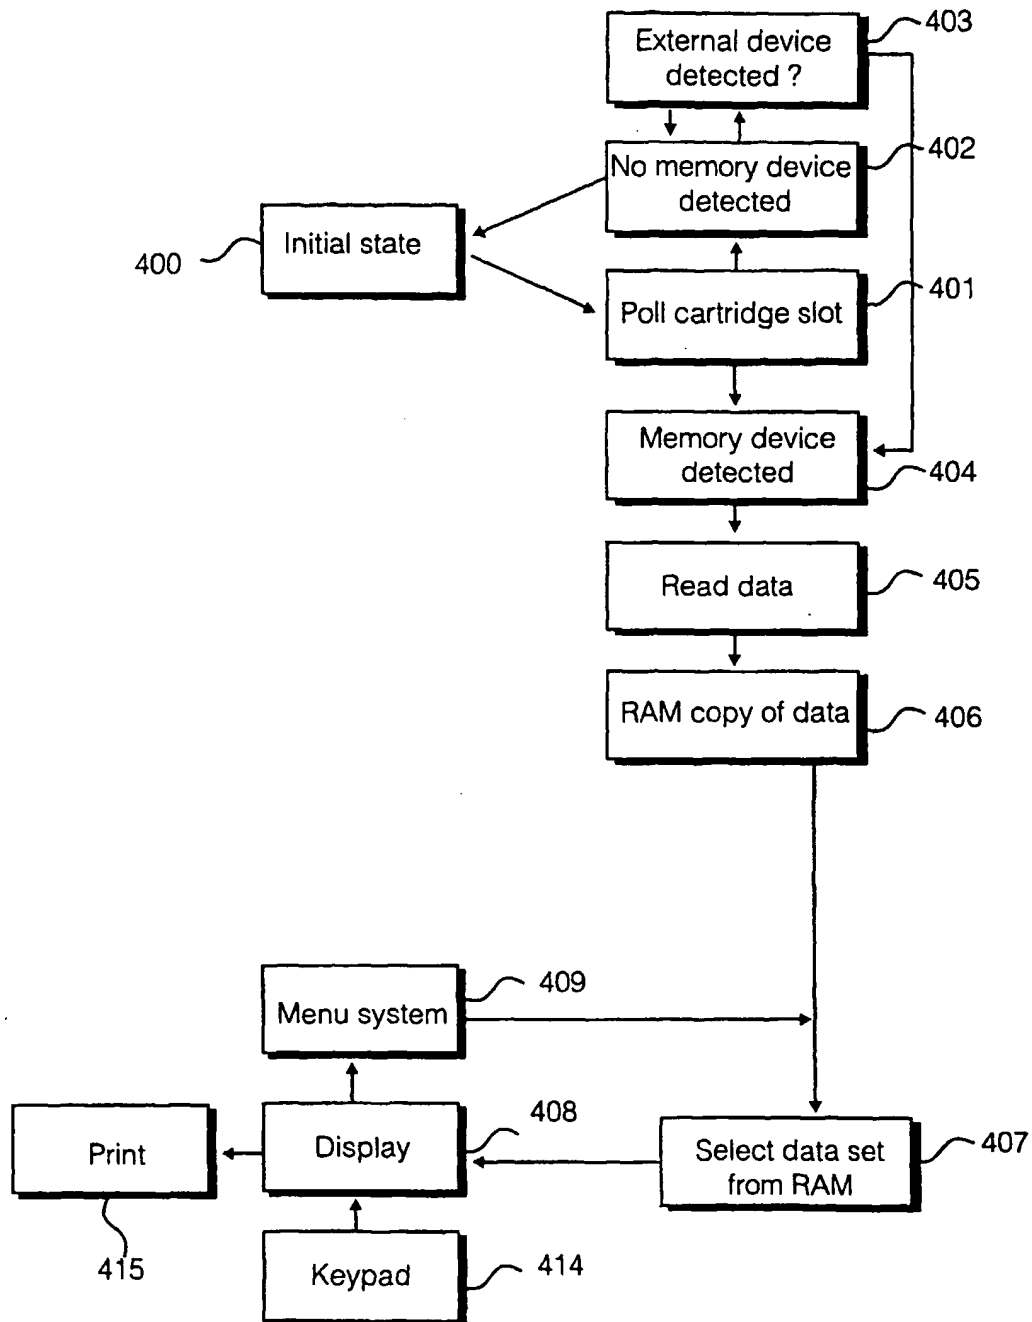 External device
detected ?
403
No memory device
detected
402
Initial state
400
Poll cartridge slot
401
Memory device
detected
404
Read data
405
RAM copy of data
406
Menu system
409
Print
415
Display
408
Select data set
from RAM
407
Keypad
414